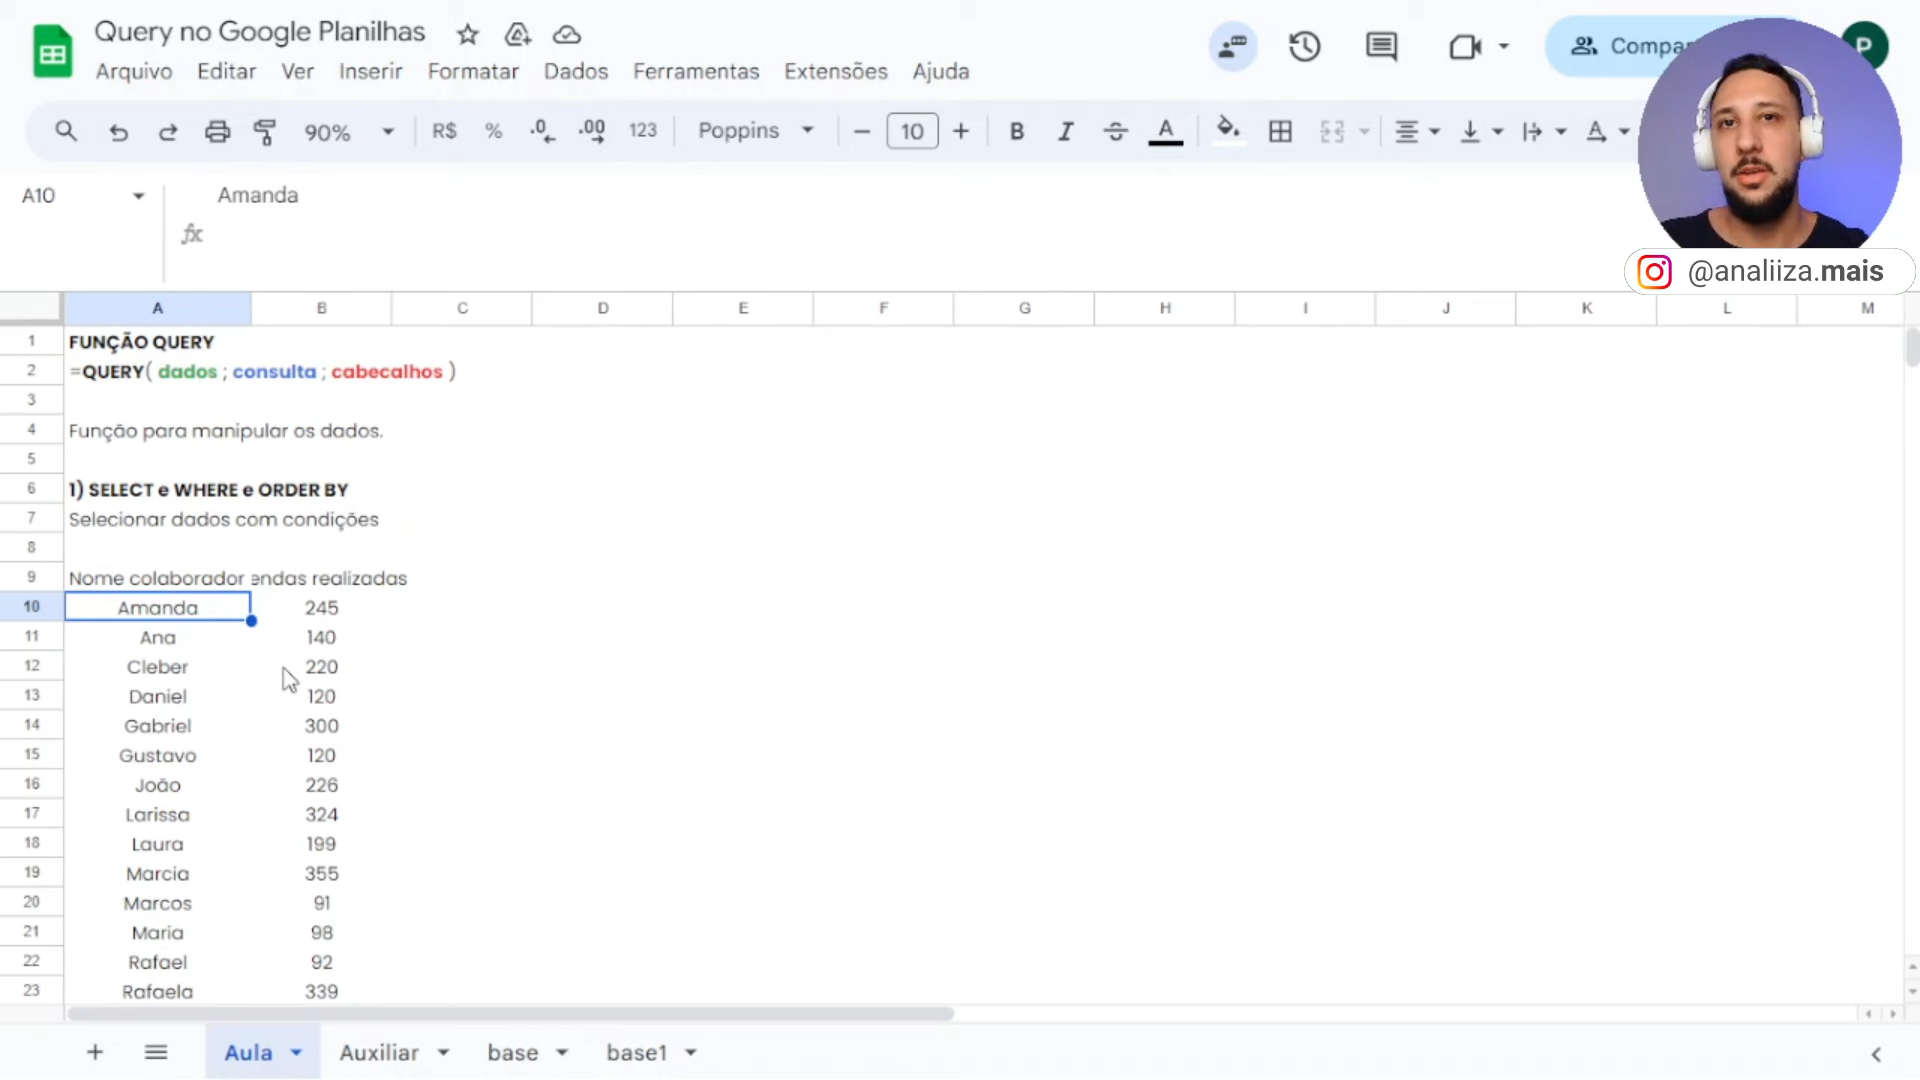 Query no Google Planilhas
Arquivo Editar Ver Inserir Formatar Dados Ferramentas Extensões Ajuda
P
90% R$ % .0 .00 123 Poppins 10 B I S A A
@analiiza.mais
A10 Amanda
fx
A B C D E F G H I J K L M
1 FUNÇÃO QUERY
2 =QUERY( dados ; consulta ; cabecalhos )
3
4 Função para manipular os dados.
5
6 1) SELECT e WHERE e ORDER BY
7 Selecionar dados com condições
8
9 Nome colaborador endas realizadas
10 Amanda 245
11 Ana 140
12 Cleber 220
13 Daniel 120
14 Gabriel 300
15 Gustavo 120
16 João 226
17 Larissa 324
18 Laura 199
19 Marcia 355
20 Marcos 91
21 Maria 98
22 Rafael 92
23 Rafaela 339
+ Aula Auxiliar base base1